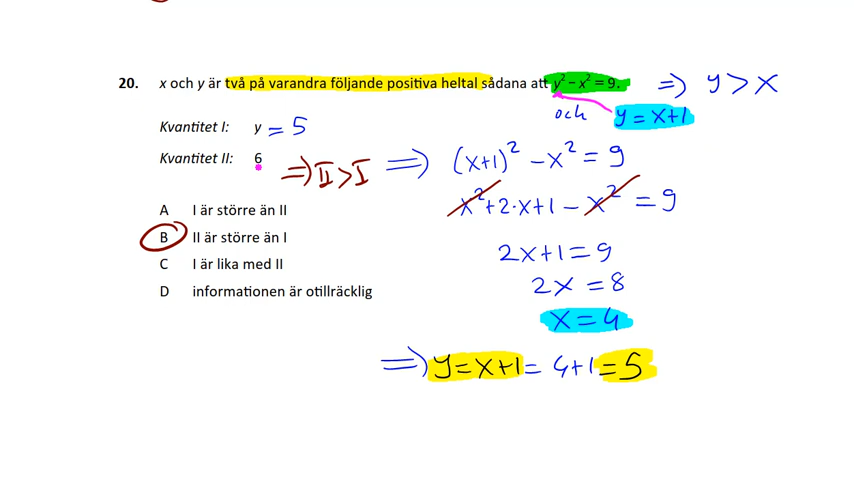 20. x och y är två på varandra följande positiva heltal sådana att y² – x² = 9. ⇒ y > x
och y = x+1
Kvantitet I: y = 5
Kvantitet II: 6 ⇒ II > I ⇒ (x+1)² - x² = 9
x² + 2·x + 1 - x² = 9
A I är större än II
B II är större än I
C I är lika med II
D informationen är otillräcklig
2x + 1 = 9
2x = 8
x = 4
⇒ y = x+1 = 4+1 = 5